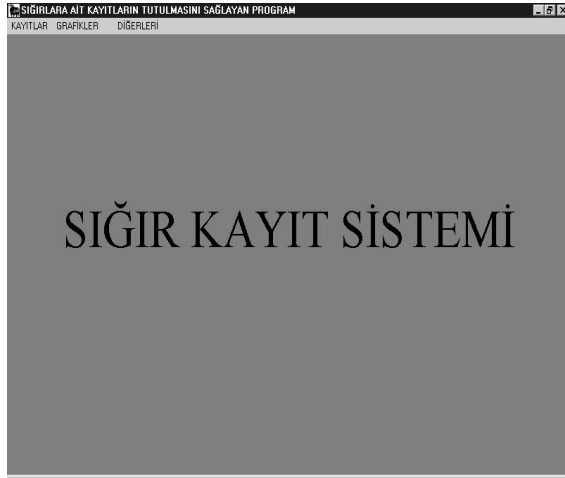 SIĞIRLARA AİT KAYITLARIN TUTULMASINI SAĞLAYAN PROGRAM
KAYITLAR GRAFİKLER DİĞERLERİ
SIĞIR KAYIT SİSTEMİ